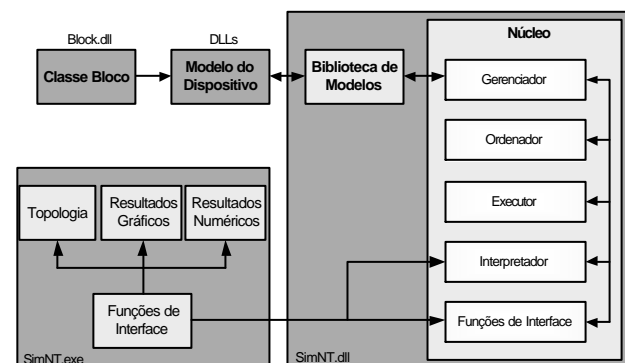 Block.dll
DLLs
Núcleo
Classe Bloco
Modelo do
Dispositivo
Biblioteca de
Modelos
Gerenciador
Ordenador
Executor
Interpretador
Funções de Interface
Topologia
Resultados
Gráficos
Resultados
Numéricos
Funções de
Interface
SimNT.exe
SimNT.dll